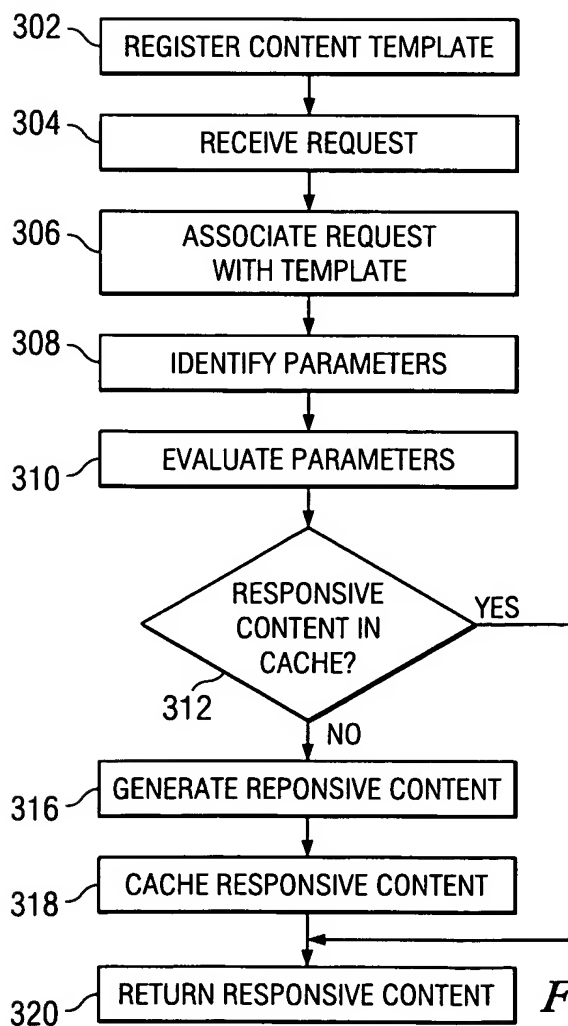 302
REGISTER CONTENT TEMPLATE
304
RECEIVE REQUEST
306
ASSOCIATE REQUEST
WITH TEMPLATE
308
IDENTIFY PARAMETERS
310
EVALUATE PARAMETERS
RESPONSIVE
CONTENT IN
CACHE?
YES
312
NO
316
GENERATE REPONSIVE CONTENT
318
CACHE RESPONSIVE CONTENT
320
RETURN RESPONSIVE CONTENT
F